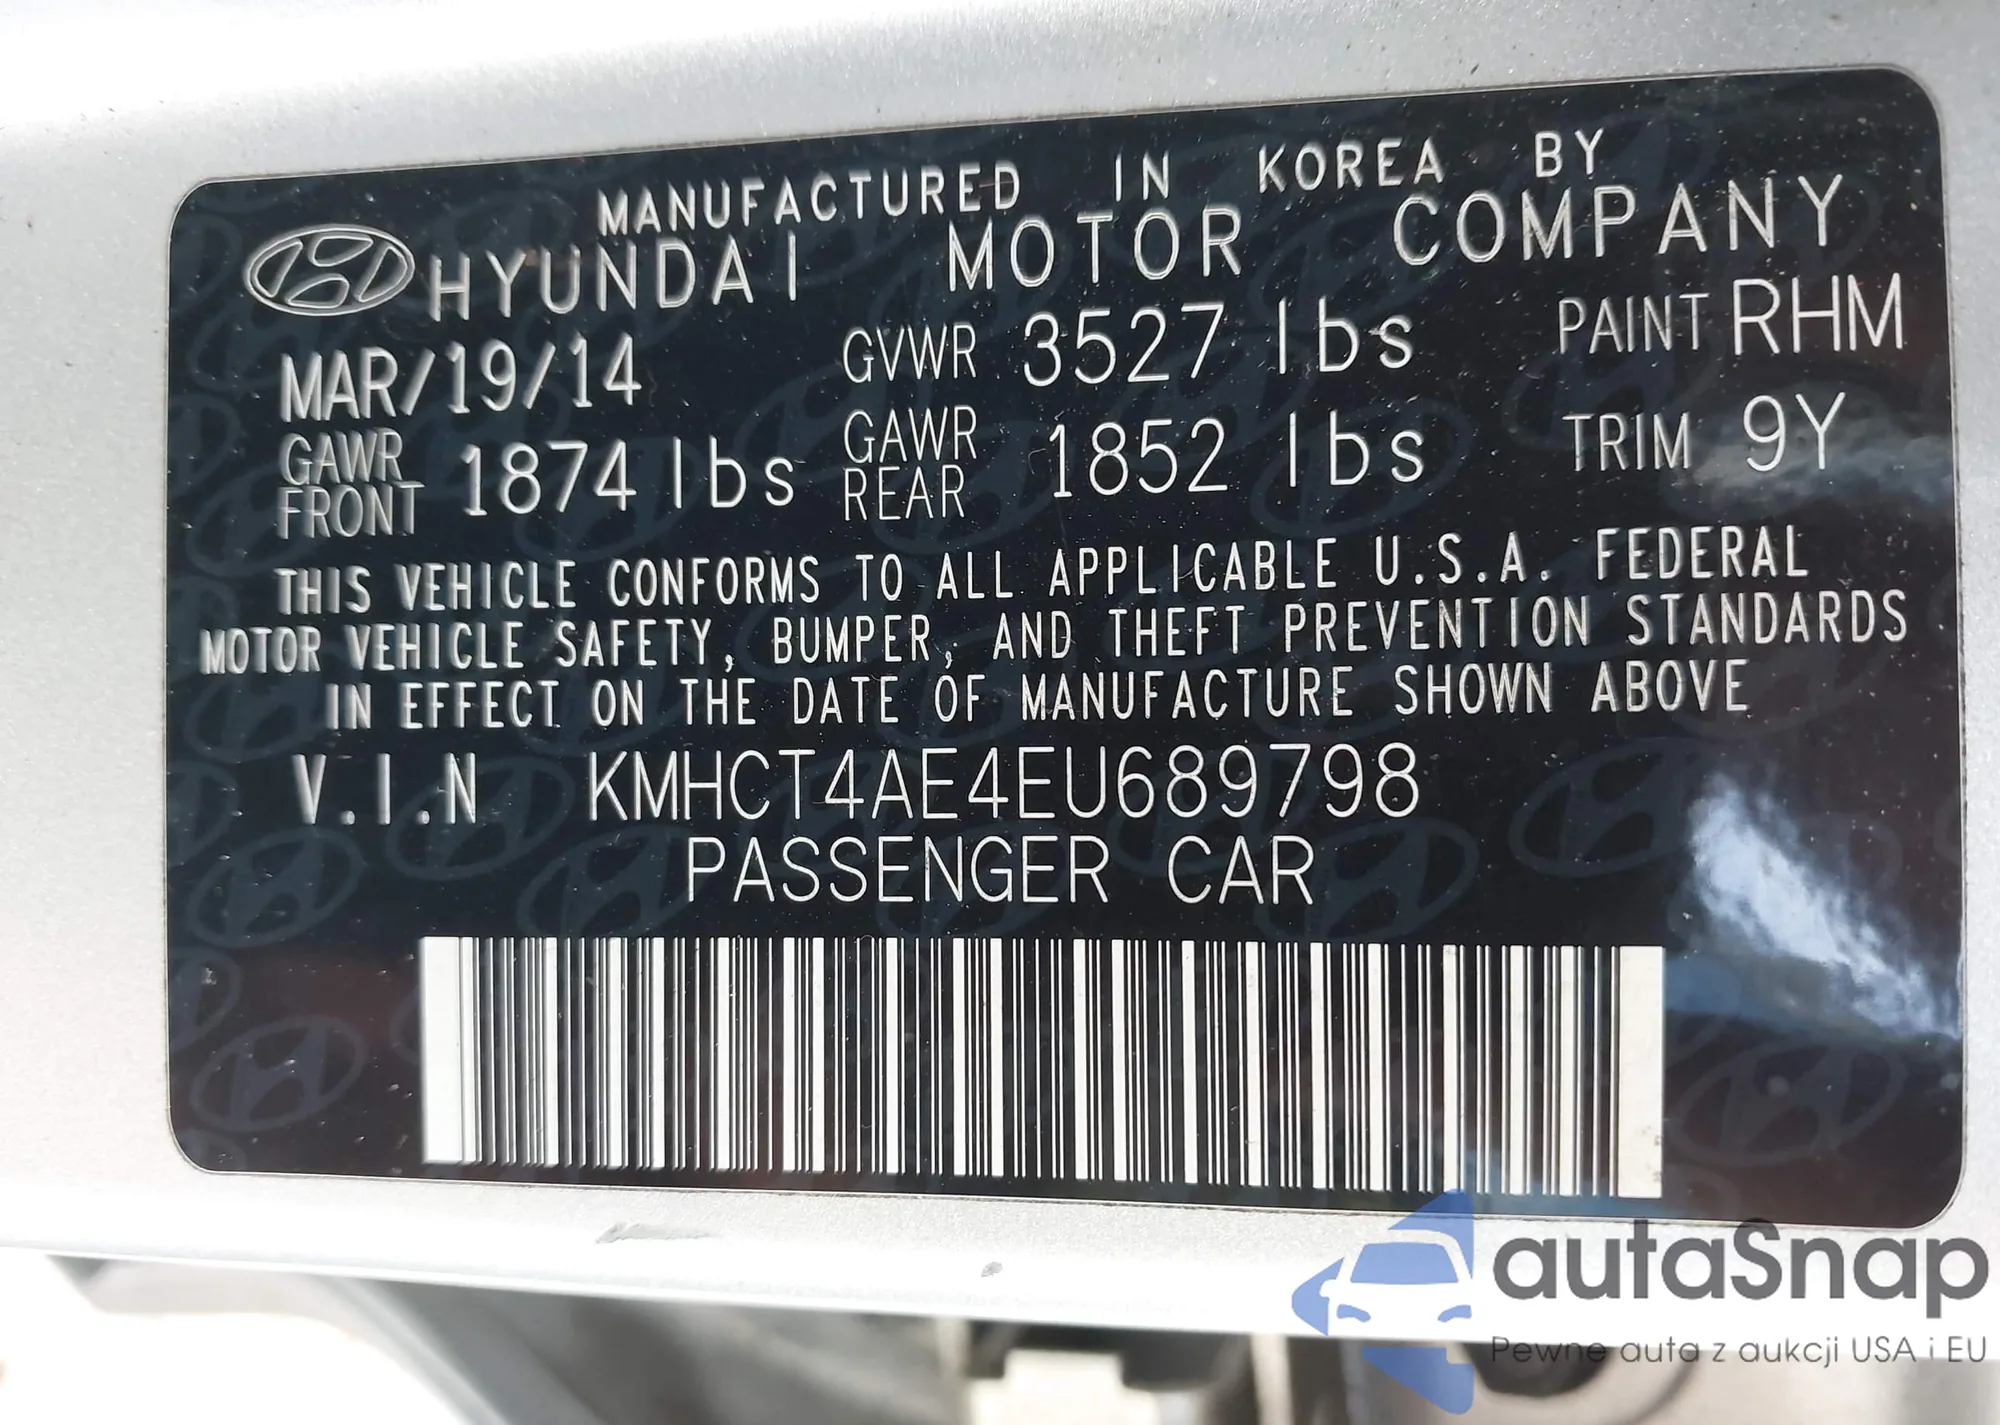 MANUFACTURED IN KOREA BY
HYUNDAI MOTOR COMPANY
MAR/19/14 GVWR 3527 lbs PAINT RHM
GAWR FRONT 1874 lbs GAWR REAR 1852 lbs TRIM 9Y
THIS VEHICLE CONFORMS TO ALL APPLICABLE U.S.A. FEDERAL
MOTOR VEHICLE SAFETY, BUMPER, AND THEFT PREVENTION STANDARDS
IN EFFECT ON THE DATE OF MANUFACTURE SHOWN ABOVE
V.I.N KMHCT4AE4EU689798
PASSENGER CAR
autaSnap
Pewne auta z aukcji USA i EU